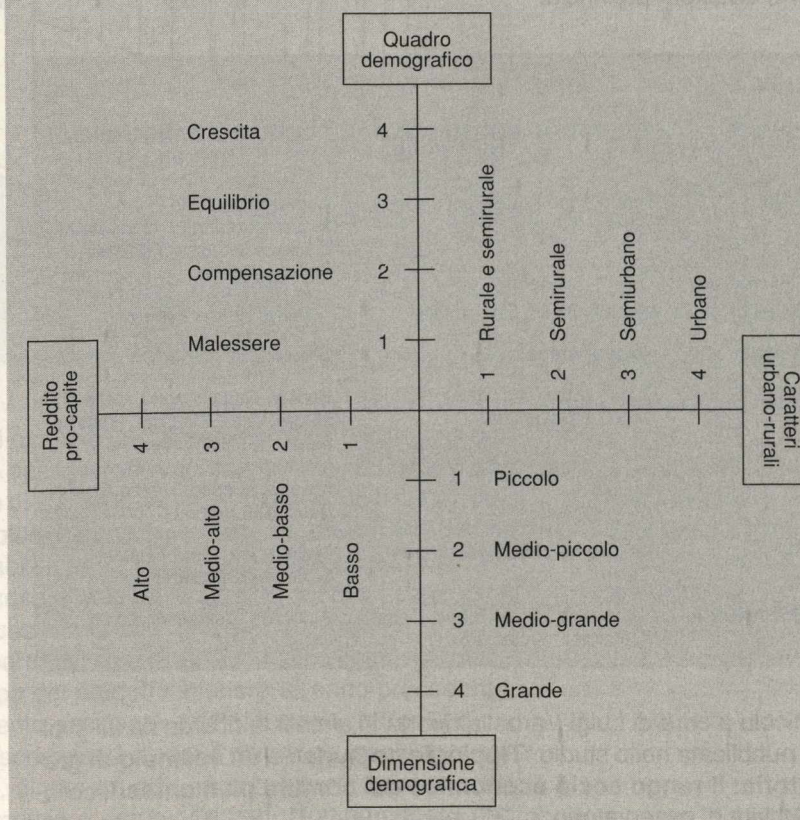 Quadro
demografico
Crescita 4
Equilibrio 3
Compensazione 2
Malessere 1
Rurale e semirurale
Semirurale
Semiurbano
Urbano
1 2 3 4
Caratteri
urbano-rurali
Reddito
pro-capite
4 3 2 1
Alto
Medio-alto
Medio-basso
Basso
1 Piccolo
2 Medio-piccolo
3 Medio-grande
4 Grande
Dimensione
demografica